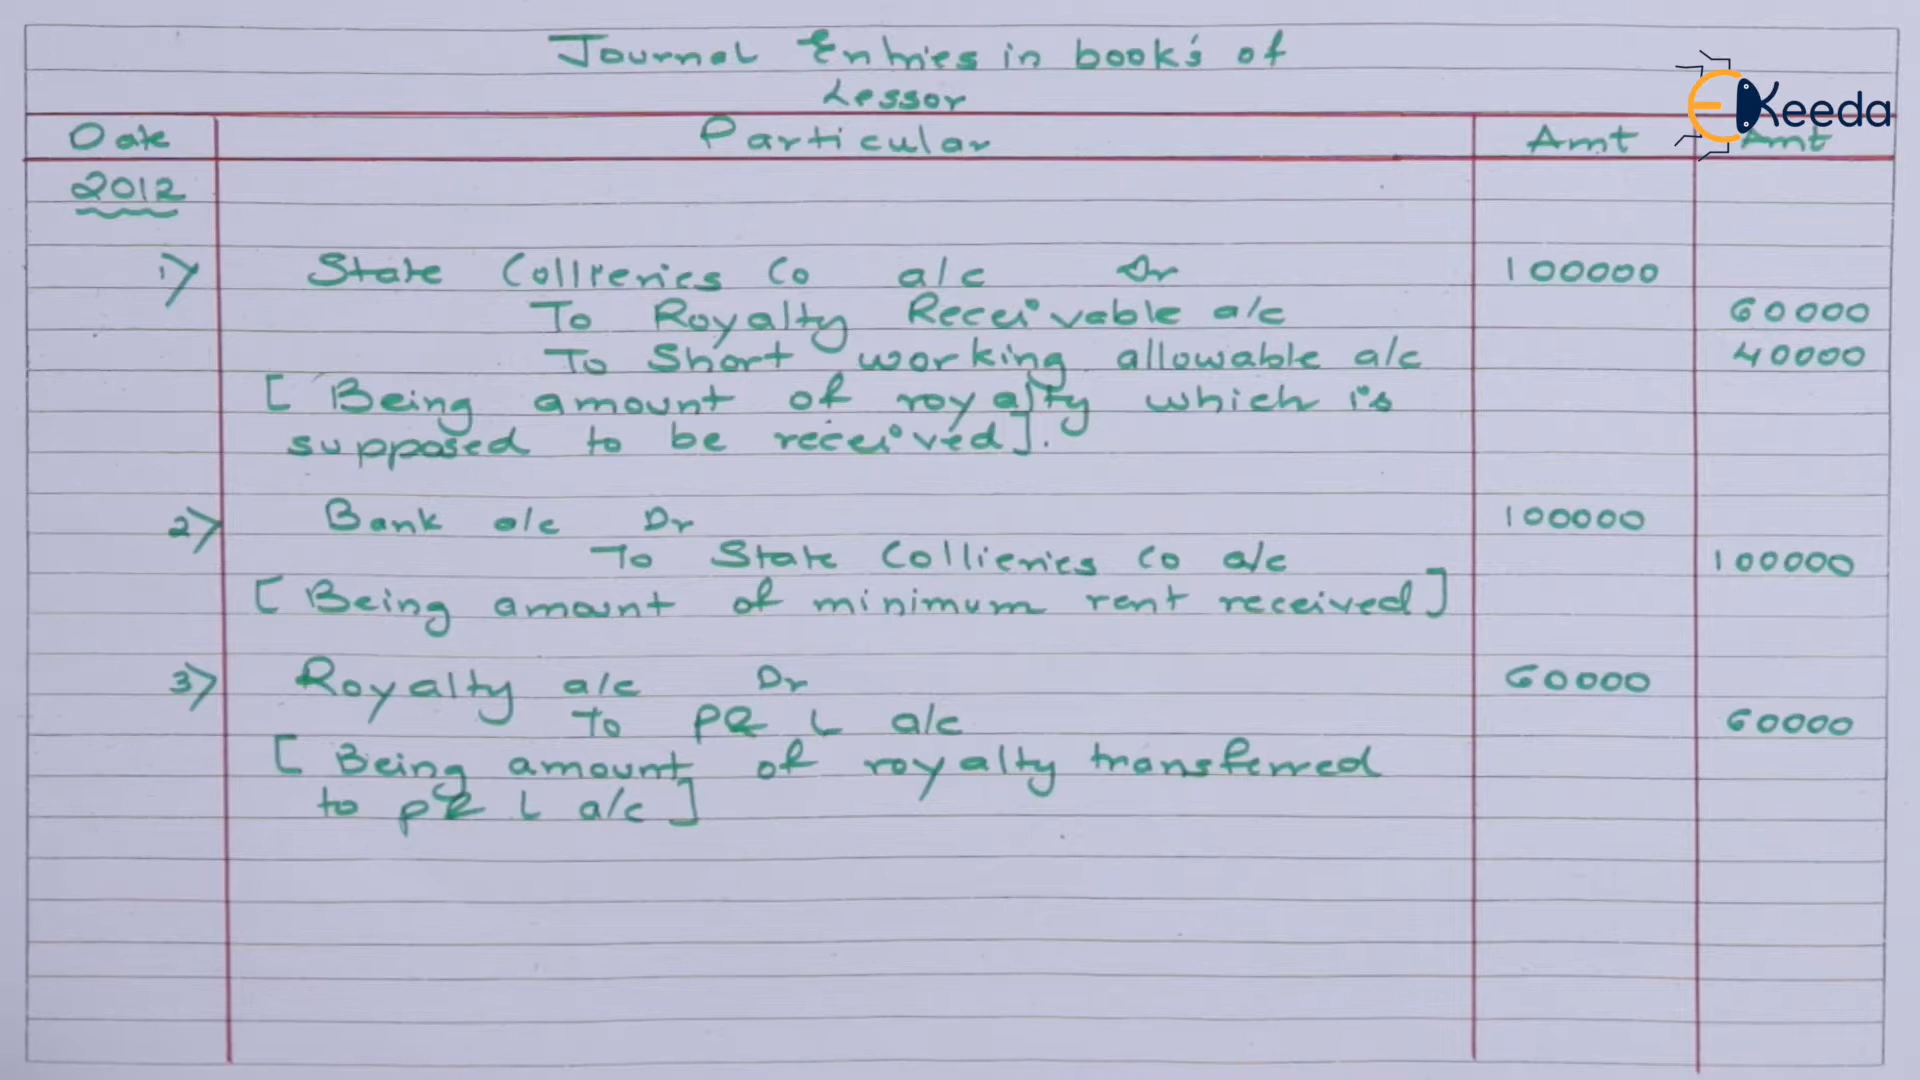 Journal Entries in book's of
Lessor
EKeeda
Date Particular Amt Amt
2012
1) State Collieries Co a/c Dr 100000
To Royalty Receivable a/c 60000
To Short working allowable a/c 40000
[ Being amount of royalty which is
supposed to be received].
2) Bank a/c Dr 100000
To State Collieries Co a/c 100000
[ Being amount of minimum rent received]
3) Royalty a/c Dr 60000
To P& L a/c 60000
[ Being amount of royalty transferred
to p& L a/c ]